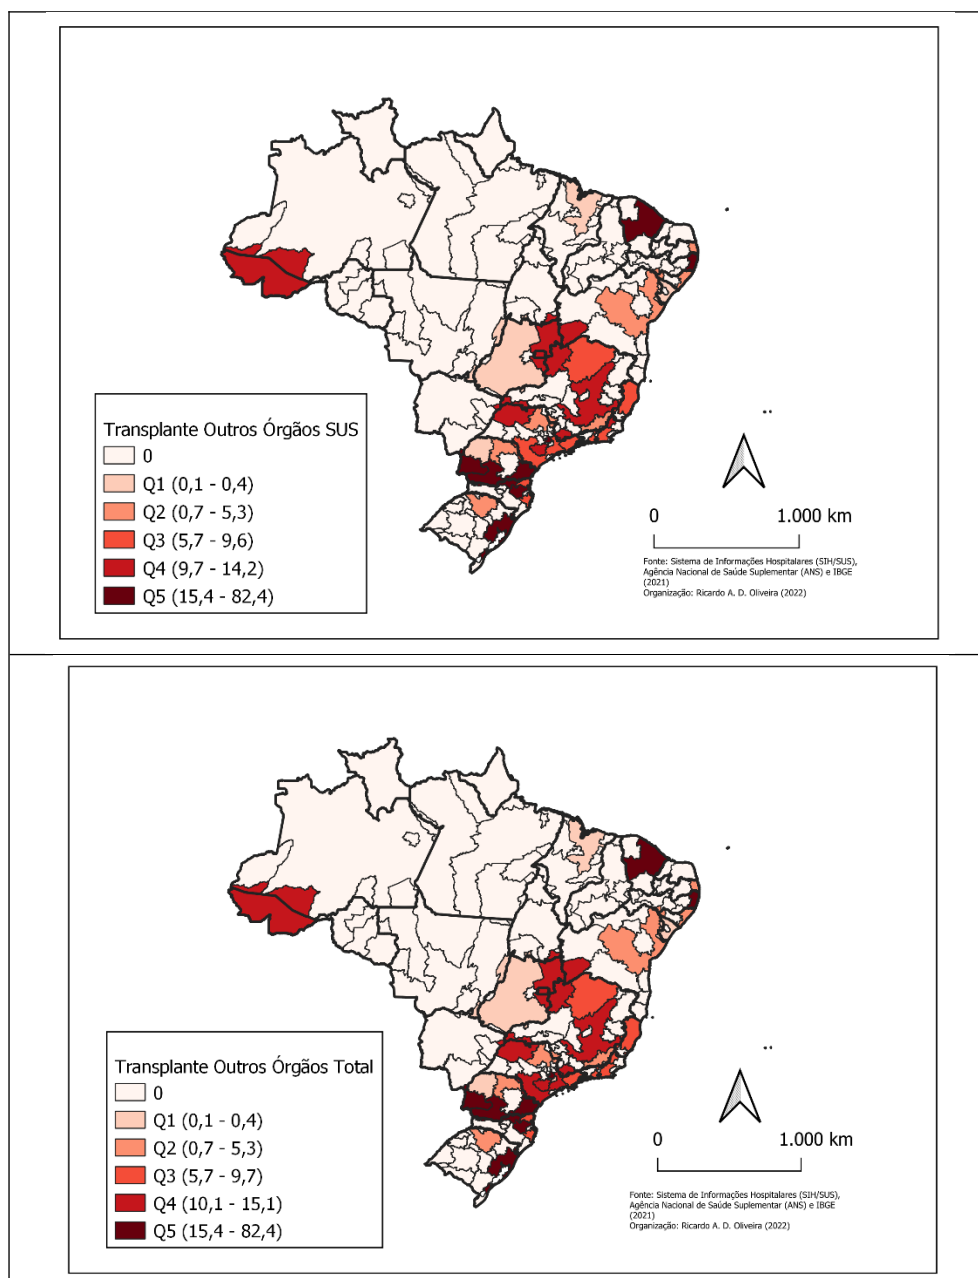 Transplante Outros Órgãos SUS
0
Q1 (0,1 - 0,4)
Q2 (0,7 - 5,3)
Q3 (5,7 - 9,6)
Q4 (9,7 - 14,2)
Q5 (15,4 - 82,4)
0 1.000 km
Fonte: Sistema de Informações Hospitalares (SIH/SUS),
Agência Nacional de Saúde Suplementar (ANS) e IBGE
(2021)
Organização: Ricardo A. D. Oliveira (2022)
Transplante Outros Órgãos Total
0
Q1 (0,1 - 0,4)
Q2 (0,7 - 5,3)
Q3 (5,7 - 9,7)
Q4 (10,1 - 15,1)
Q5 (15,4 - 82,4)
0 1.000 km
Fonte: Sistema de Informações Hospitalares (SIH/SUS),
Agência Nacional de Saúde Suplementar (ANS) e IBGE
(2021)
Organização: Ricardo A. D. Oliveira (2022)